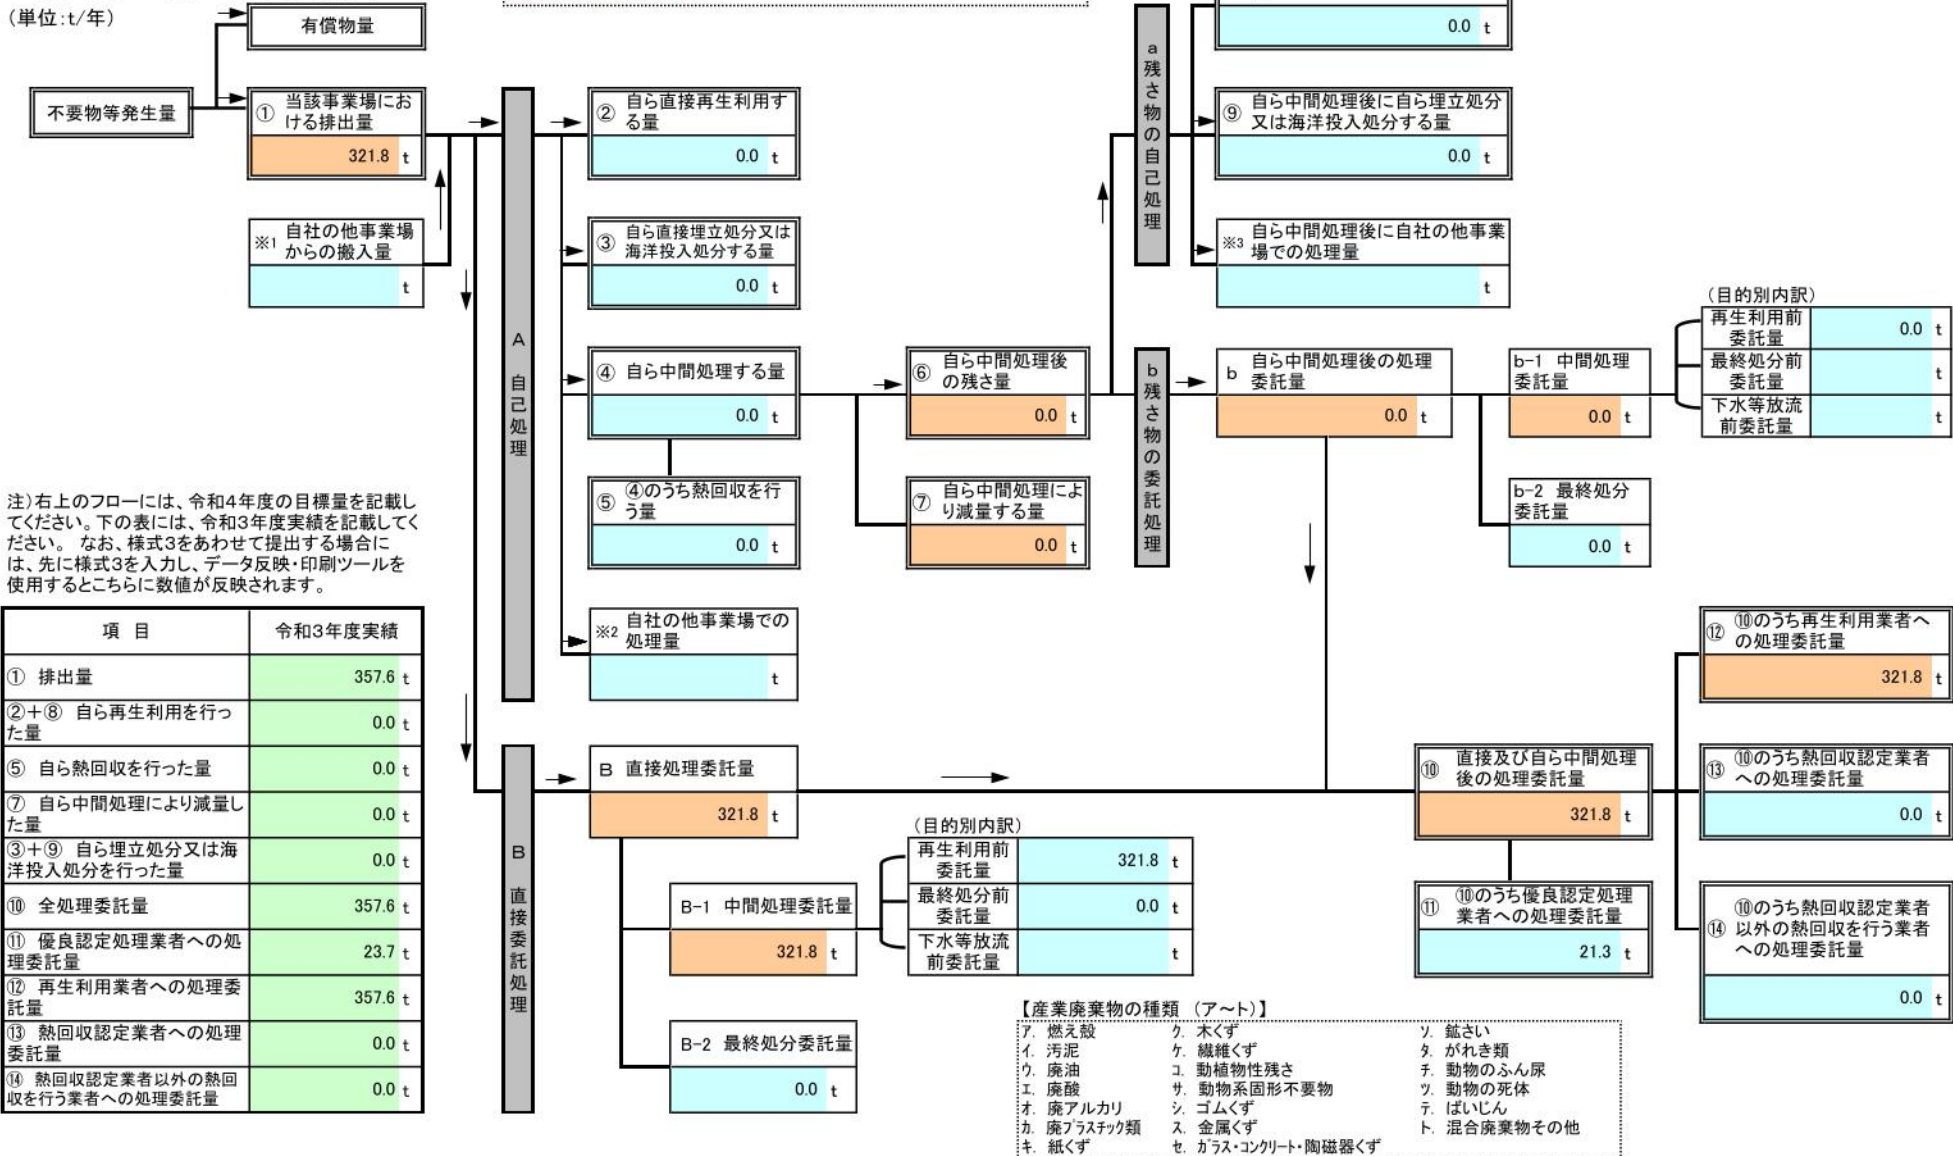 (単位:t/年)
有償物量
不要物等発生量
① 当該事業場にお
ける排出量
321.8 t
※1 自社の他事業場
からの搬入量
t
A 自己処理
② 自ら直接再生利用す
る量
0.0 t
③ 自ら直接埋立処分又は
海洋投入処分する量
0.0 t
④ 自ら中間処理する量
0.0 t
⑤ ④のうち熱回収を行
う量
0.0 t
※2 自社の他事業場での
処理量
t
⑥ 自ら中間処理後
の残さ量
0.0 t
⑦ 自ら中間処理によ
り減量する量
0.0 t
a 残さ物の自己処理
0.0 t
⑨ 自ら中間処理後に自ら埋立処分
又は海洋投入処分する量
0.0 t
※3 自ら中間処理後に自社の他事業
場での処理量
t
b 残さ物の委託処理
b 自ら中間処理後の処理
委託量
0.0 t
b-1 中間処理
委託量
0.0 t
b-2 最終処分
委託量
0.0 t
(目的別内訳)
再生利用前
委託量
0.0 t
最終処分前
委託量
t
下水等放流
前委託量
t
注)右上のフローには、令和4年度の目標量を記載し
てください。下の表には、令和3年度実績を記載してく
ださい。 なお、様式3をあわせて提出する場合に
は、先に様式3を入力し、データ反映・印刷ツールを
使用するとこちらに数値が反映されます。
項 目 令和3年度実績
① 排出量 357.6 t
②+⑧ 自ら再生利用を行っ
た量
0.0 t
⑤ 自ら熱回収を行った量 0.0 t
⑦ 自ら中間処理により減量し
た量
0.0 t
③+⑨ 自ら埋立処分又は海
洋投入処分を行った量
0.0 t
⑩ 全処理委託量 357.6 t
⑪ 優良認定処理業者への処
理委託量
23.7 t
⑫ 再生利用業者への処理委
託量
357.6 t
⑬ 熱回収認定業者への処理
委託量
0.0 t
⑭ 熱回収認定業者以外の熱回
収を行う業者への処理委託量
0.0 t
B 直接委託処理
B 直接処理委託量
321.8 t
B-1 中間処理委託量
321.8 t
B-2 最終処分委託量
0.0 t
(目的別内訳)
再生利用前
委託量
321.8 t
最終処分前
委託量
0.0 t
下水等放流
前委託量
t
⑩ 直接及び自ら中間処理
後の処理委託量
321.8 t
⑪ ⑩のうち優良認定処理
業者への処理委託量
21.3 t
⑫ ⑩のうち再生利用業者へ
の処理委託量
321.8 t
⑬ ⑩のうち熱回収認定業者
への処理委託量
0.0 t
⑭ ⑩のうち熱回収認定業者
以外の熱回収を行う業者
への処理委託量
0.0 t
【産業廃棄物の種類 (ア~ト)】
ア. 燃え殻 ク. 木くず ソ. 鉱さい
イ. 汚泥 ケ. 繊維くず タ. がれき類
ウ. 廃油 コ. 動植物性残さ チ. 動物のふん尿
エ. 廃酸 サ. 動物系固形不要物 ツ. 動物の死体
オ. 廃アルカリ シ. ゴムくず テ. ばいじん
カ. 廃プラスチック類 ス. 金属くず ト. 混合廃棄物その他
キ. 紙くず セ. ガラス・コンクリート・陶磁器くず